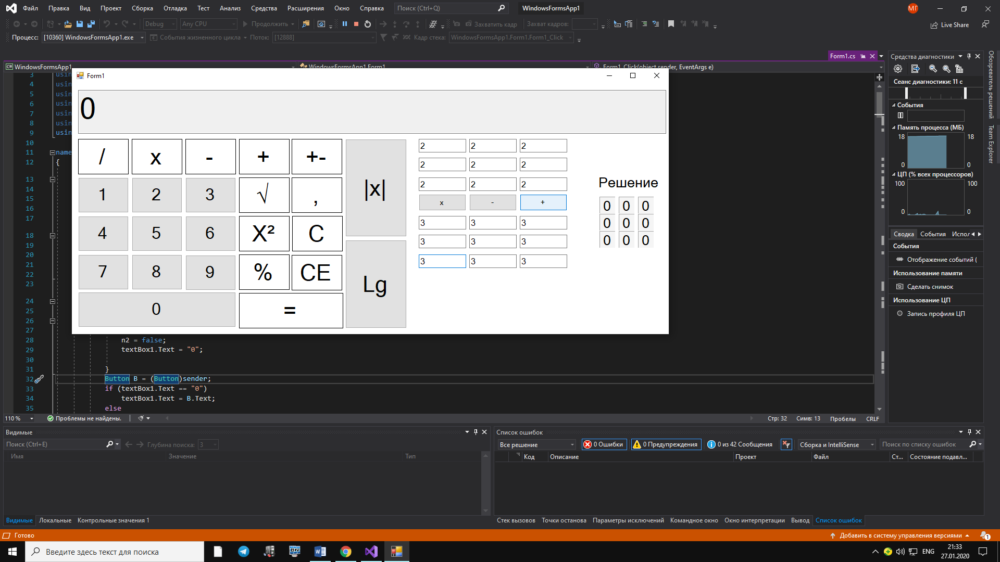 Файл Правка Вид Проект Сборка Отладка Тест Анализ Средства Расширения Окно Справка Поиск (Ctrl+Q) WindowsFormsApp1 МГ
Debug Any CPU Продолжить Захватить кадр Захват кадров: Live Share
Процесс: [10360] WindowsFormsApp1.exe События жизненного цикла Поток: [12888] Кадр стека: WindowsFormsApp1.Form1.Form1_Click
Form1.cs
C# WindowsFormsApp1 WindowsFormsApp1.Form1 Form1_Click(object sender, EventArgs e)
Form1
0
/ x - + +- |x|
1 2 3 √ ,
4 5 6 X² C
7 8 9 % CE Lg
0 =
2 2 2
2 2 2
2 2 2
x - +
3 3 3
3 3 3
3 3 3
Решение
0 0 0
0 0 0
0 0 0
3 usin
4 usin
5 usin
6 usin
7 usin
8 usin
9 usin
10
11 name
12 {
13
14
15
16
17
18
19
20
21
22
23
24
25
26
27
28 n2 = false;
29 textBox1.Text = "0";
30
31 }
32 Button B = (Button)sender;
33 if (textBox1.Text == "0")
34 textBox1.Text = B.Text;
35 else
110 % Проблемы не найдены. Стр: 32 Симв: 13 Пробелы CRLF
Средства диагностики
Сеанс диагностики: 11 с
События
Память процесса (МБ)
18 18
0 0
ЦП (% всех процессоров)
100 100
0 0
Сводка События Испол
События
Отображение событий (
Использование памяти
Сделать снимок
Использование ЦП
Запись профиля ЦП
Обозреватель решений
Team Explorer
Видимые
Поиск (Ctrl+E) Глубина поиска: 3
Имя Значение Тип
Видимые Локальные Контрольные значения 1
Список ошибок
Все решение 0 Ошибки 0 Предупреждения 0 из 42 Сообщения Сборка и IntelliSense Поиск по списку ошибок
Код Описание Проект Файл Ст... Состояние подавл...
Стек вызовов Точки останова Параметры исключений Командное окно Окно интерпретации Вывод Список ошибок
Готово Добавить в систему управления версиями 1
Введите здесь текст для поиска ENG 21:33
27.01.2020